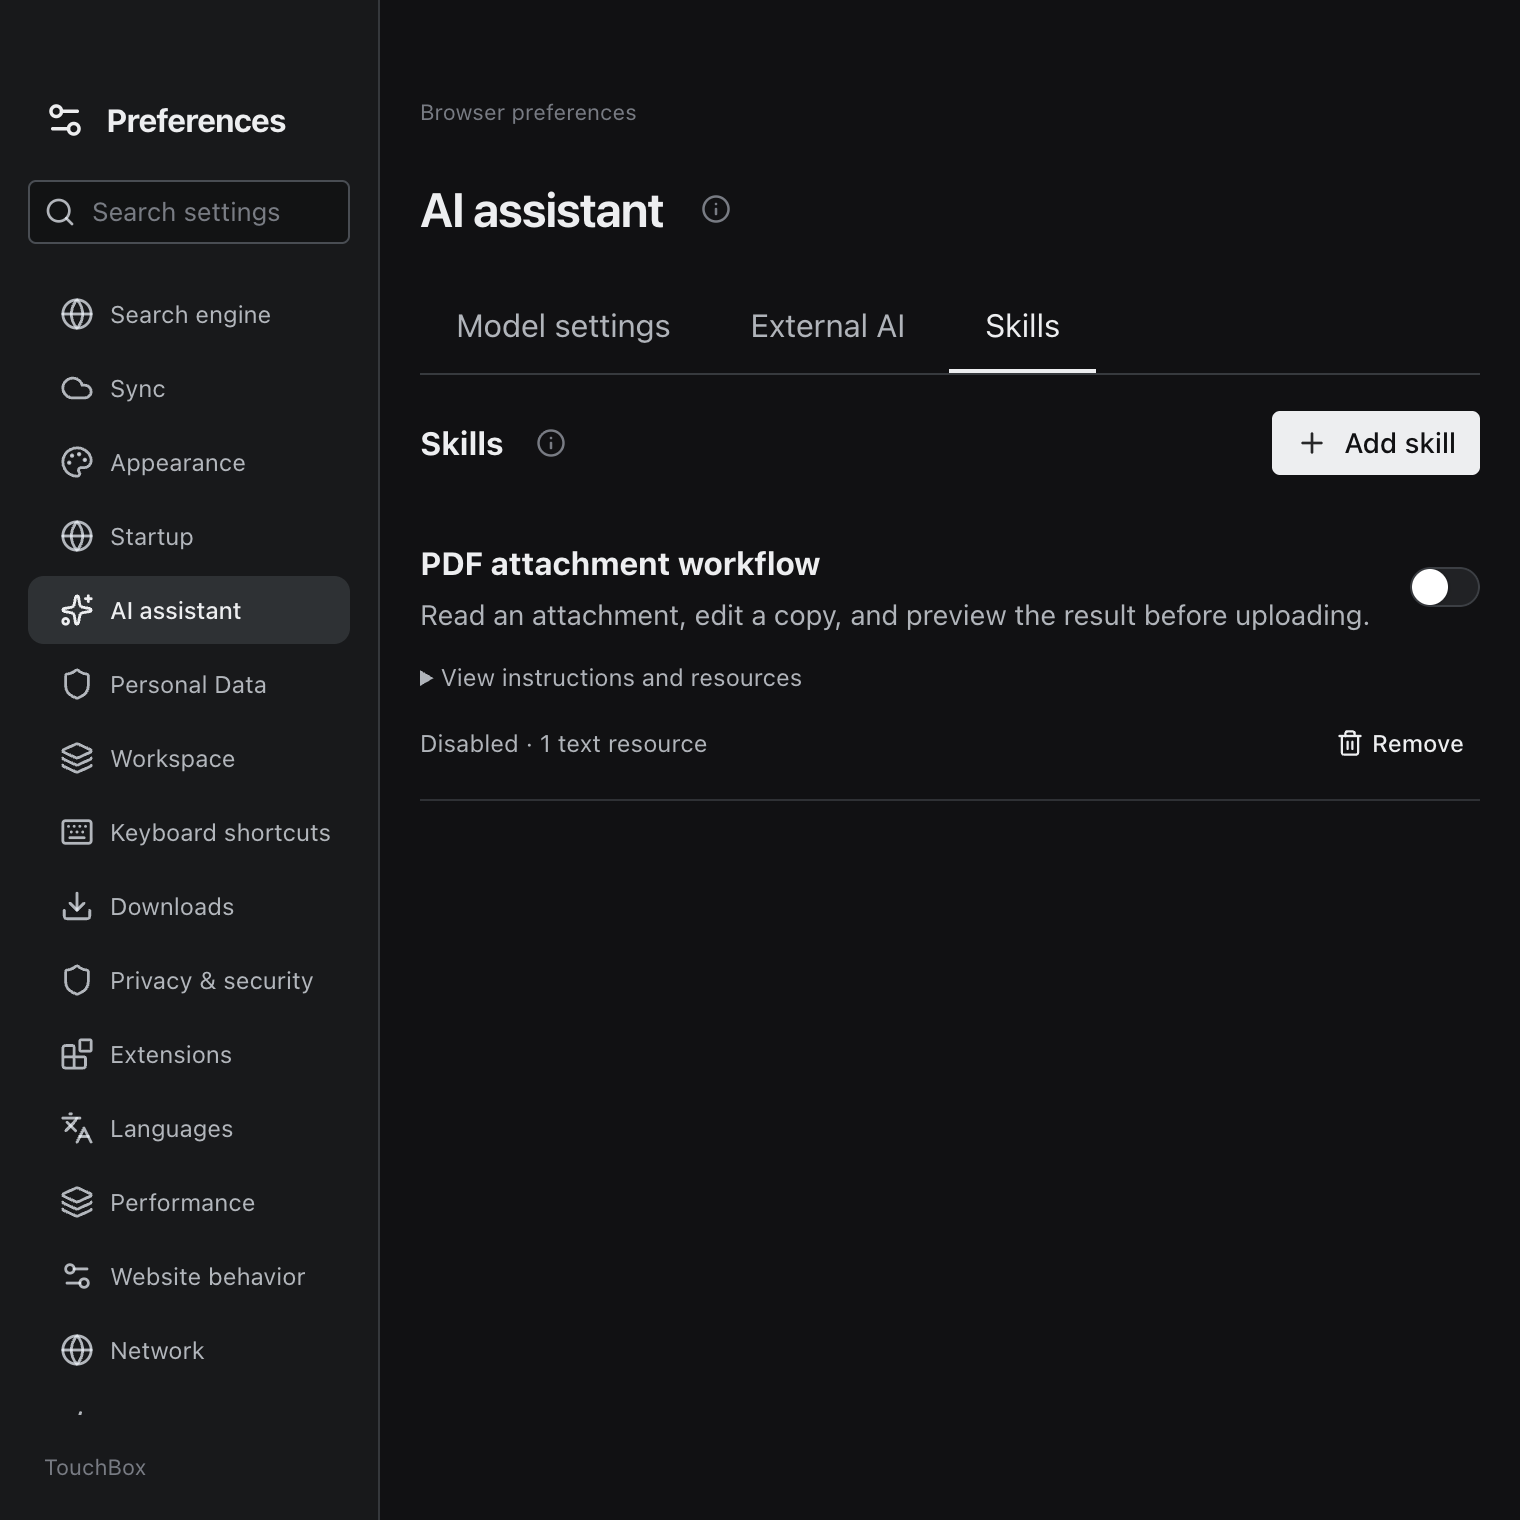 Preferences
Search settings
Search engine
Sync
Appearance
Startup
AI assistant
Personal Data
Workspace
Keyboard shortcuts
Downloads
Privacy & security
Extensions
Languages
Performance
Website behavior
Network
TouchBox
Browser preferences
AI assistant
Model settings External AI Skills
Skills
Add skill
PDF attachment workflow
Read an attachment, edit a copy, and preview the result before uploading.
View instructions and resources
Disabled · 1 text resource
Remove